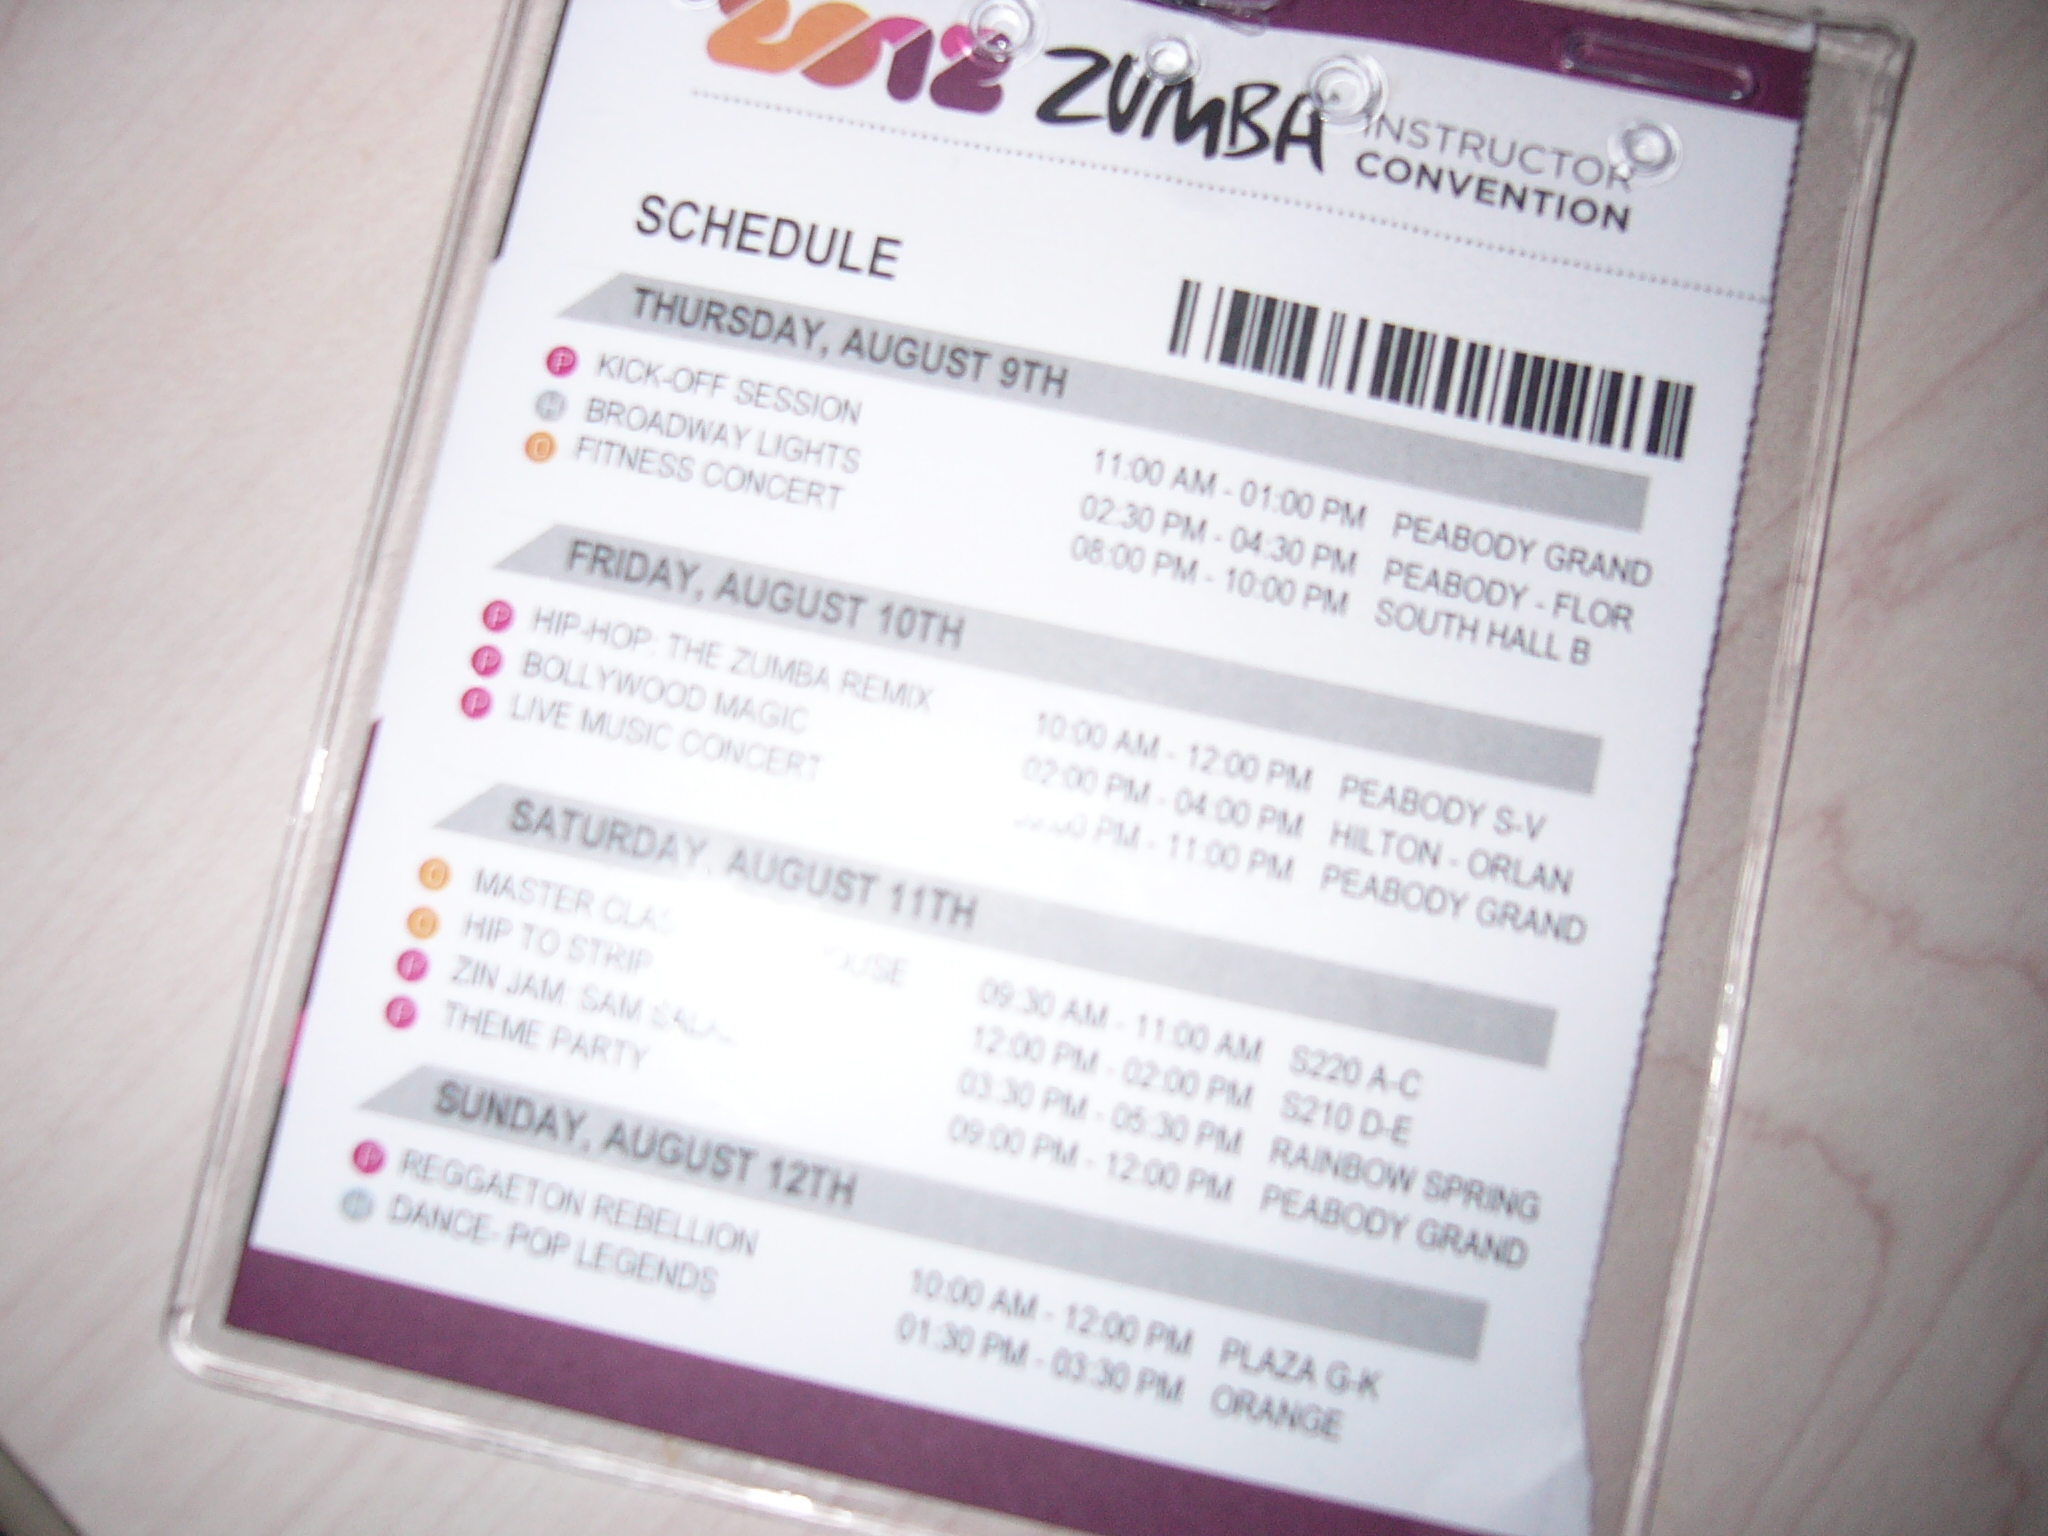 2012 ZUMBA INSTRUCTOR CONVENTION
SCHEDULE
THURSDAY, AUGUST 9TH
P KICK-OFF SESSION 11:00 AM - 01:00 PM PEABODY GRAND
H BROADWAY LIGHTS 02:30 PM - 04:30 PM PEABODY - FLOR
C FITNESS CONCERT 08:00 PM - 10:00 PM SOUTH HALL B
FRIDAY, AUGUST 10TH
P HIP-HOP: THE ZUMBA REMIX 10:00 AM - 12:00 PM PEABODY S-V
P BOLLYWOOD MAGIC 02:00 PM - 04:00 PM HILTON - ORLAN
P LIVE MUSIC CONCERT PM - 11:00 PM PEABODY GRAND
SATURDAY, AUGUST 11TH
C MASTER 09:30 AM - 11:00 AM S220 A-C
C HIP TO STRIP 12:00 PM - 02:00 PM S210 D-E
P ZIN JAM: SAM 03:30 PM - 05:30 PM RAINBOW SPRING
P THEME PARTY 09:00 PM - 12:00 PM PEABODY GRAND
SUNDAY, AUGUST 12TH
P REGGAETON REBELLION 10:00 AM - 12:00 PM PLAZA G-K
H DANCE- POP LEGENDS 01:30 PM - 03:30 PM ORANGE